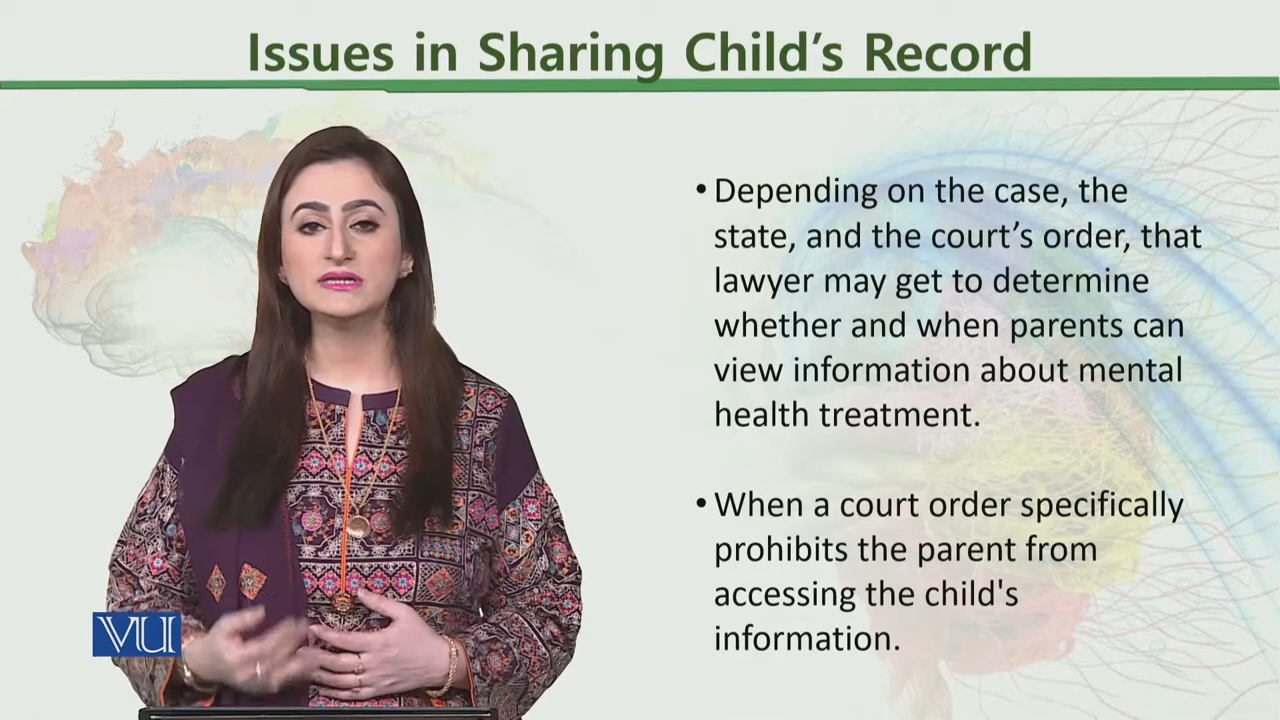 Issues in Sharing Child’s Record
• Depending on the case, the
state, and the court’s order, that
lawyer may get to determine
whether and when parents can
view information about mental
health treatment.
• When a court order specifically
prohibits the parent from
accessing the child's
information.
VU